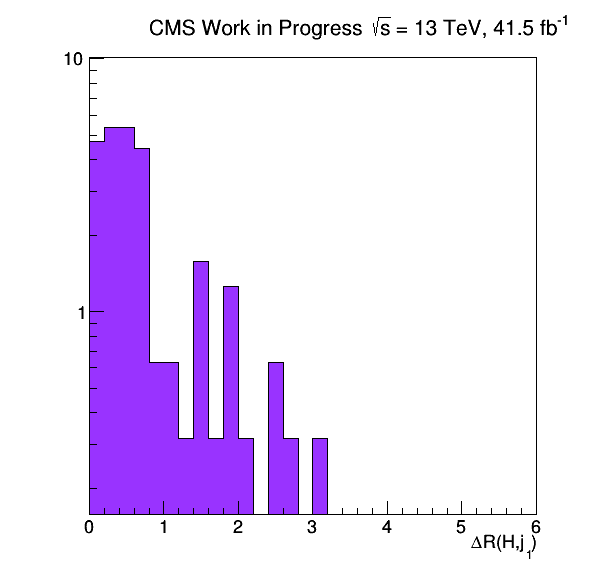 CMS Work in Progress √s = 13 TeV, 41.5 fb⁻¹
10
1
0 1 2 3 4 5 6
ΔR(H,j₁)